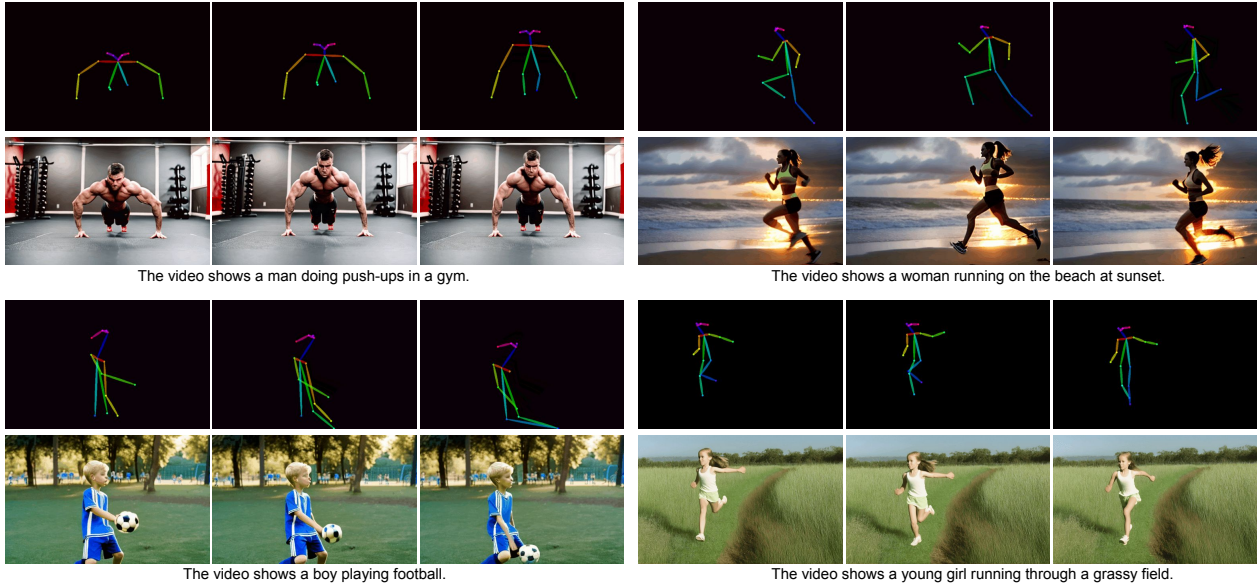 The video shows a man doing push-ups in a gym.
The video shows a woman running on the beach at sunset.
The video shows a boy playing football.
The video shows a young girl running through a grassy field.